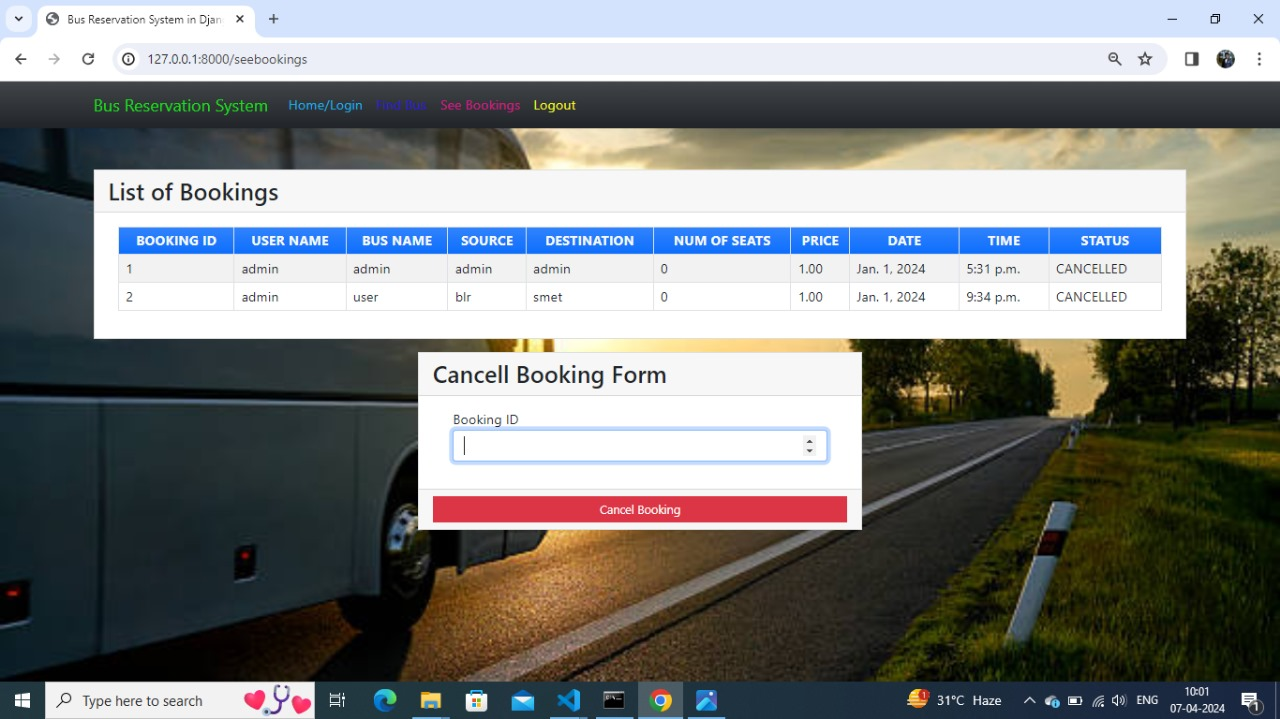 Bus Reservation System in Djan
127.0.0.1:8000/seebookings
Bus Reservation System Home/Login Find Bus See Bookings Logout
List of Bookings
BOOKING ID USER NAME BUS NAME SOURCE DESTINATION NUM OF SEATS PRICE DATE TIME STATUS
1 admin admin admin admin 0 1.00 Jan. 1, 2024 5:31 p.m. CANCELLED
2 admin user blr smet 0 1.00 Jan. 1, 2024 9:34 p.m. CANCELLED
Cancell Booking Form
Booking ID
Cancel Booking
Type here to search
1
31°C Haze
ENG
10:01
07-04-2024
1